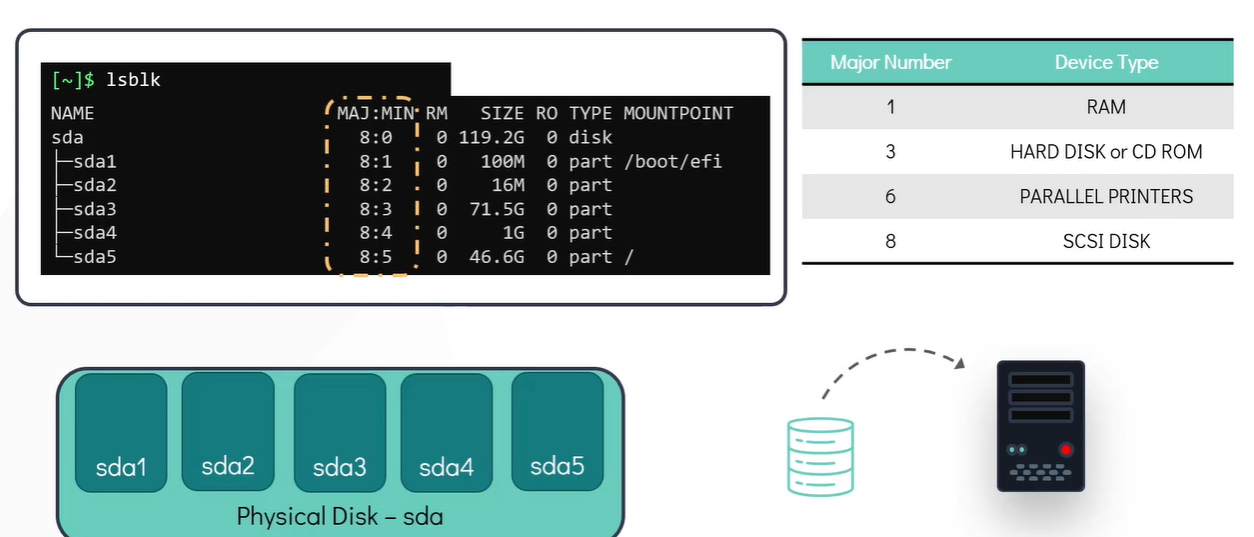 [~]$ lsblk
NAME MAJ:MIN RM SIZE RO TYPE MOUNTPOINT
sda 8:0 0 119.2G 0 disk
├─sda1 8:1 0 100M 0 part /boot/efi
├─sda2 8:2 0 16M 0 part
├─sda3 8:3 0 71.5G 0 part
├─sda4 8:4 0 1G 0 part
└─sda5 8:5 0 46.6G 0 part /
Major Number Device Type
1 RAM
3 HARD DISK or CD ROM
6 PARALLEL PRINTERS
8 SCSI DISK
sda1 sda2 sda3 sda4 sda5
Physical Disk – sda